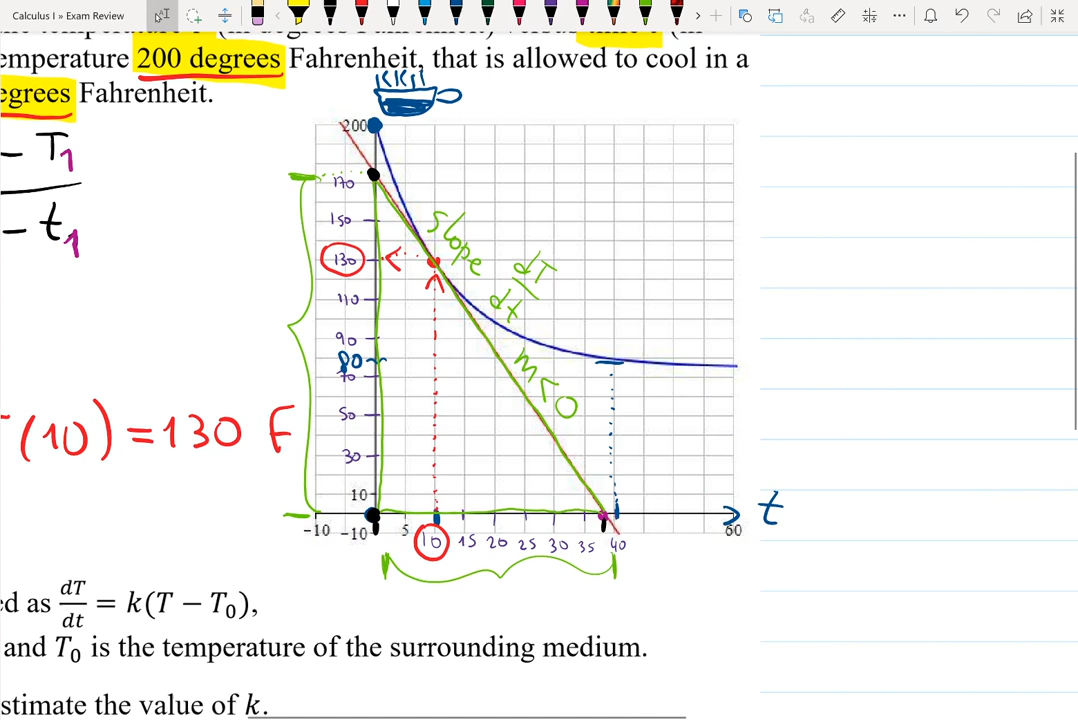 Calculus I » Exam Review
emperature 200 degrees Fahrenheit, that is allowed to cool in a
egrees Fahrenheit.
– T1
– t1
200
170
150
130
110
90
80
70
50
30
10
-10
-10 5 10 15 20 25 30 35 40 60
t
slope
dT
dx
m < 0
(10) = 130 F
ed as dT/dt = k(T − T₀),
and T₀ is the temperature of the surrounding medium.
stimate the value of k.